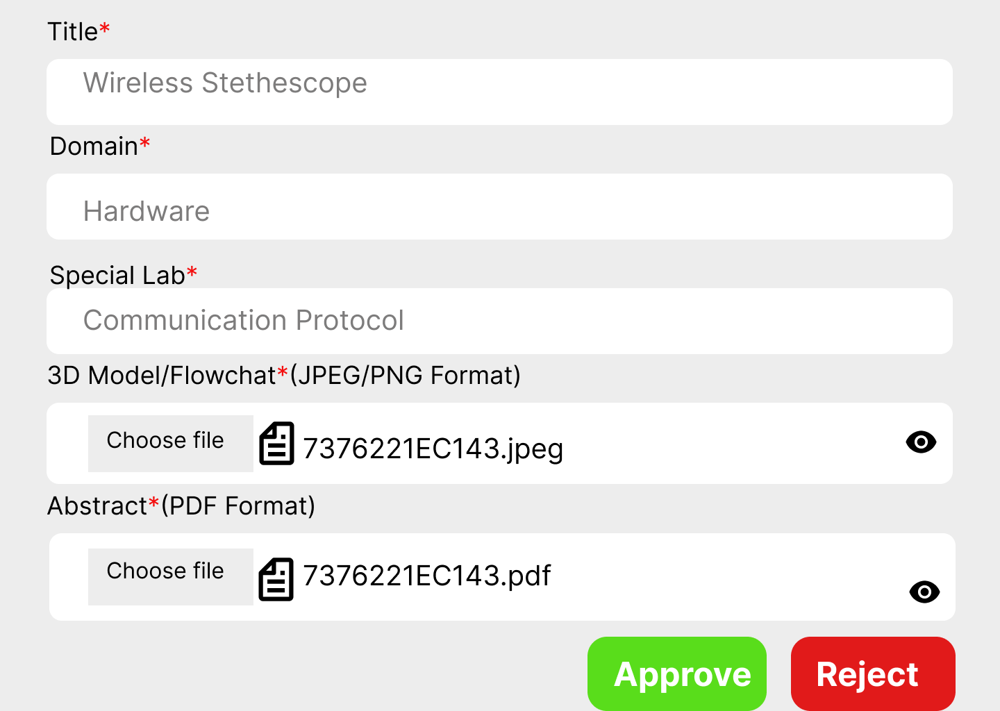 Title*
Wireless Stethescope
Domain*
Hardware
Special Lab*
Communication Protocol
3D Model/Flowchat*(JPEG/PNG Format)
Choose file 7376221EC143.jpeg
Abstract*(PDF Format)
Choose file 7376221EC143.pdf
Approve Reject